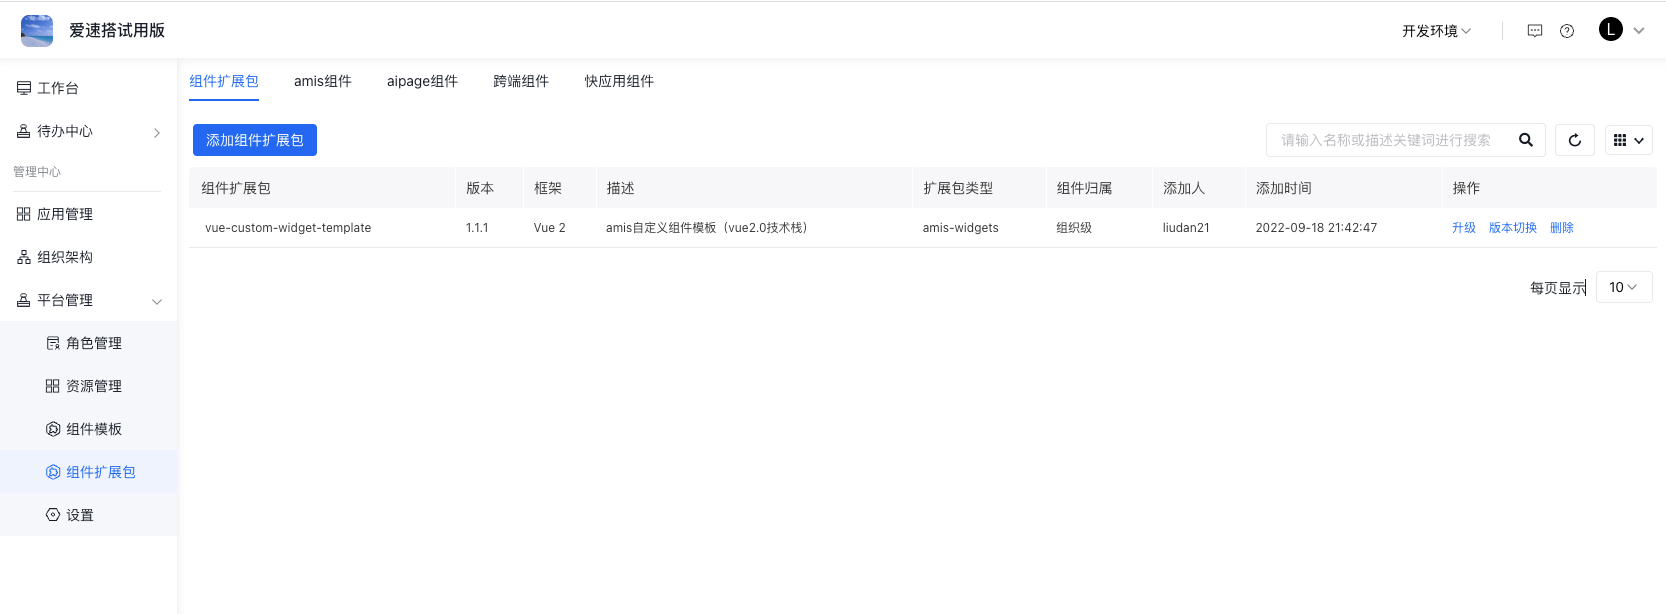 爱速搭试用版
开发环境
L
工作台
待办中心
管理中心
应用管理
组织架构
平台管理
角色管理
资源管理
组件模板
组件扩展包
设置
组件扩展包 amis组件 aipage组件 跨端组件 快应用组件
添加组件扩展包 请输入名称或描述关键词进行搜索
组件扩展包 版本 框架 描述 扩展包类型 组件归属 添加人 添加时间 操作
vue-custom-widget-template 1.1.1 Vue 2 amis自定义组件模板（vue2.0技术栈） amis-widgets 组织级 liudan21 2022-09-18 21:42:47 升级 版本切换 删除
每页显示 10